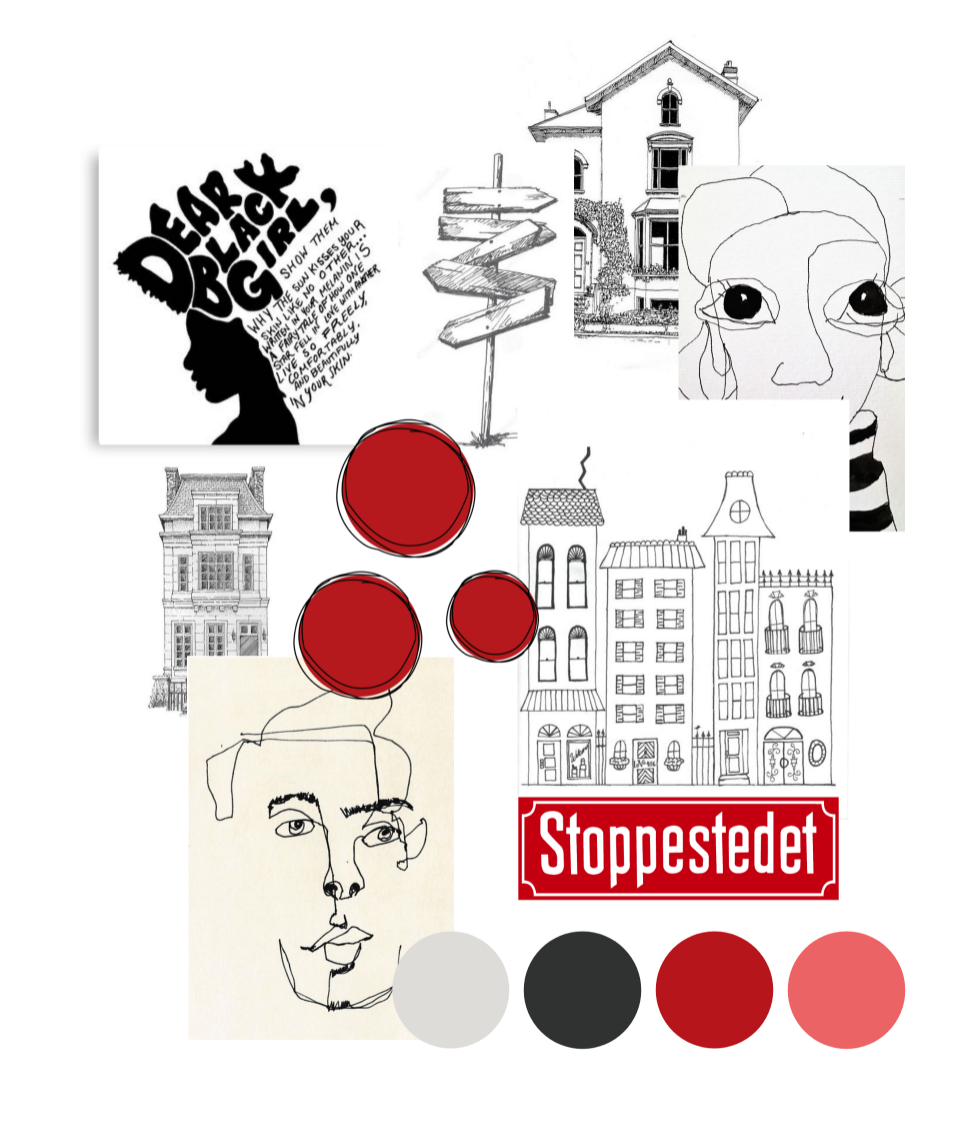 DEAR
BLACK
GIRL,
SHOW THEM
WHY THE SUN KISSES YOUR
SKIN LIKE NO OTHER...
WRITTEN IN YOUR MELANIN IS
A FAIRYTALE OF HOW ONE
STAR FELL IN LOVE WITH ANOTHER
LIVE SO FREELY,
COMFORTABLY,
AND BEAUTIFULLY
IN YOUR SKIN.
Stoppestedet